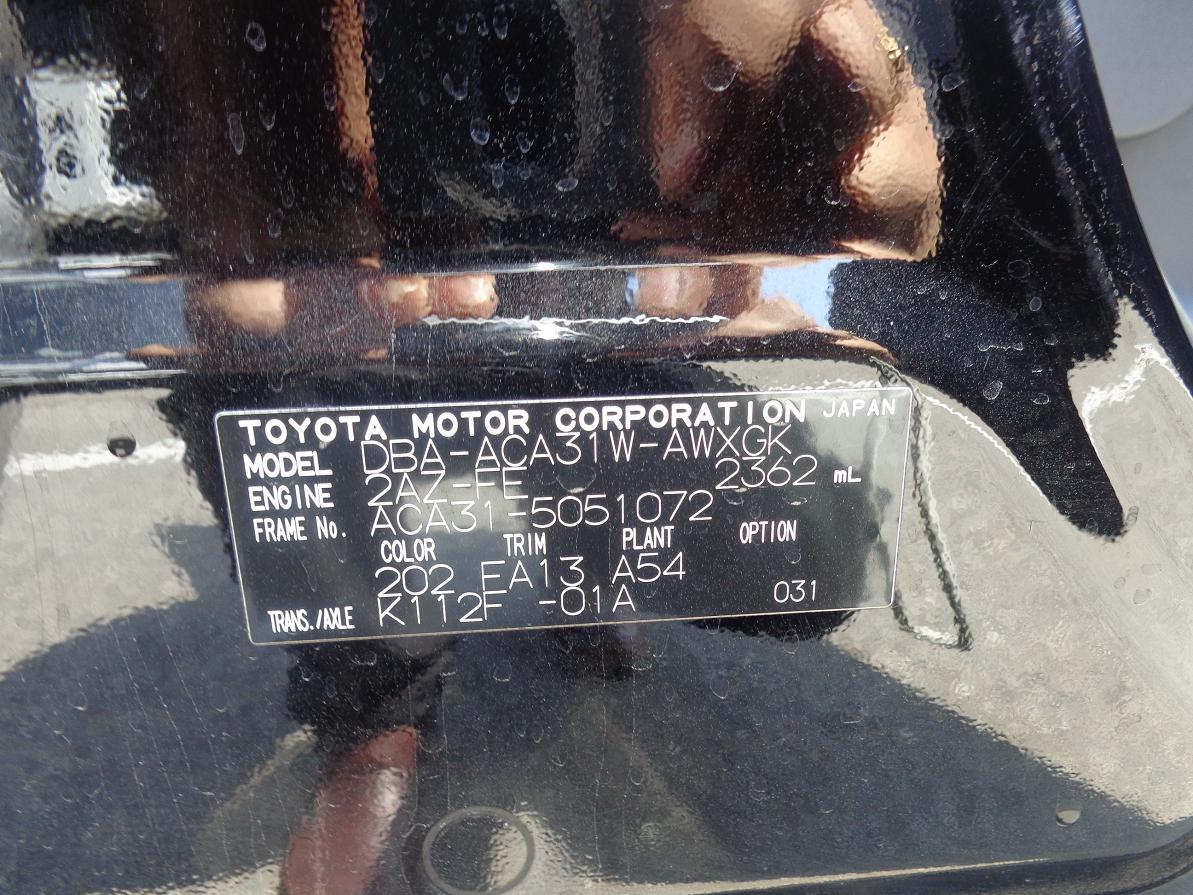 TOYOTA MOTOR CORPORATION JAPAN
MODEL DBA-ACA31W-AWXGK
ENGINE 2AZ-FE 2362 mL
FRAME No. ACA31-5051072
COLOR TRIM PLANT OPTION
202 FA13 A54
TRANS./AXLE K112F -01A 031